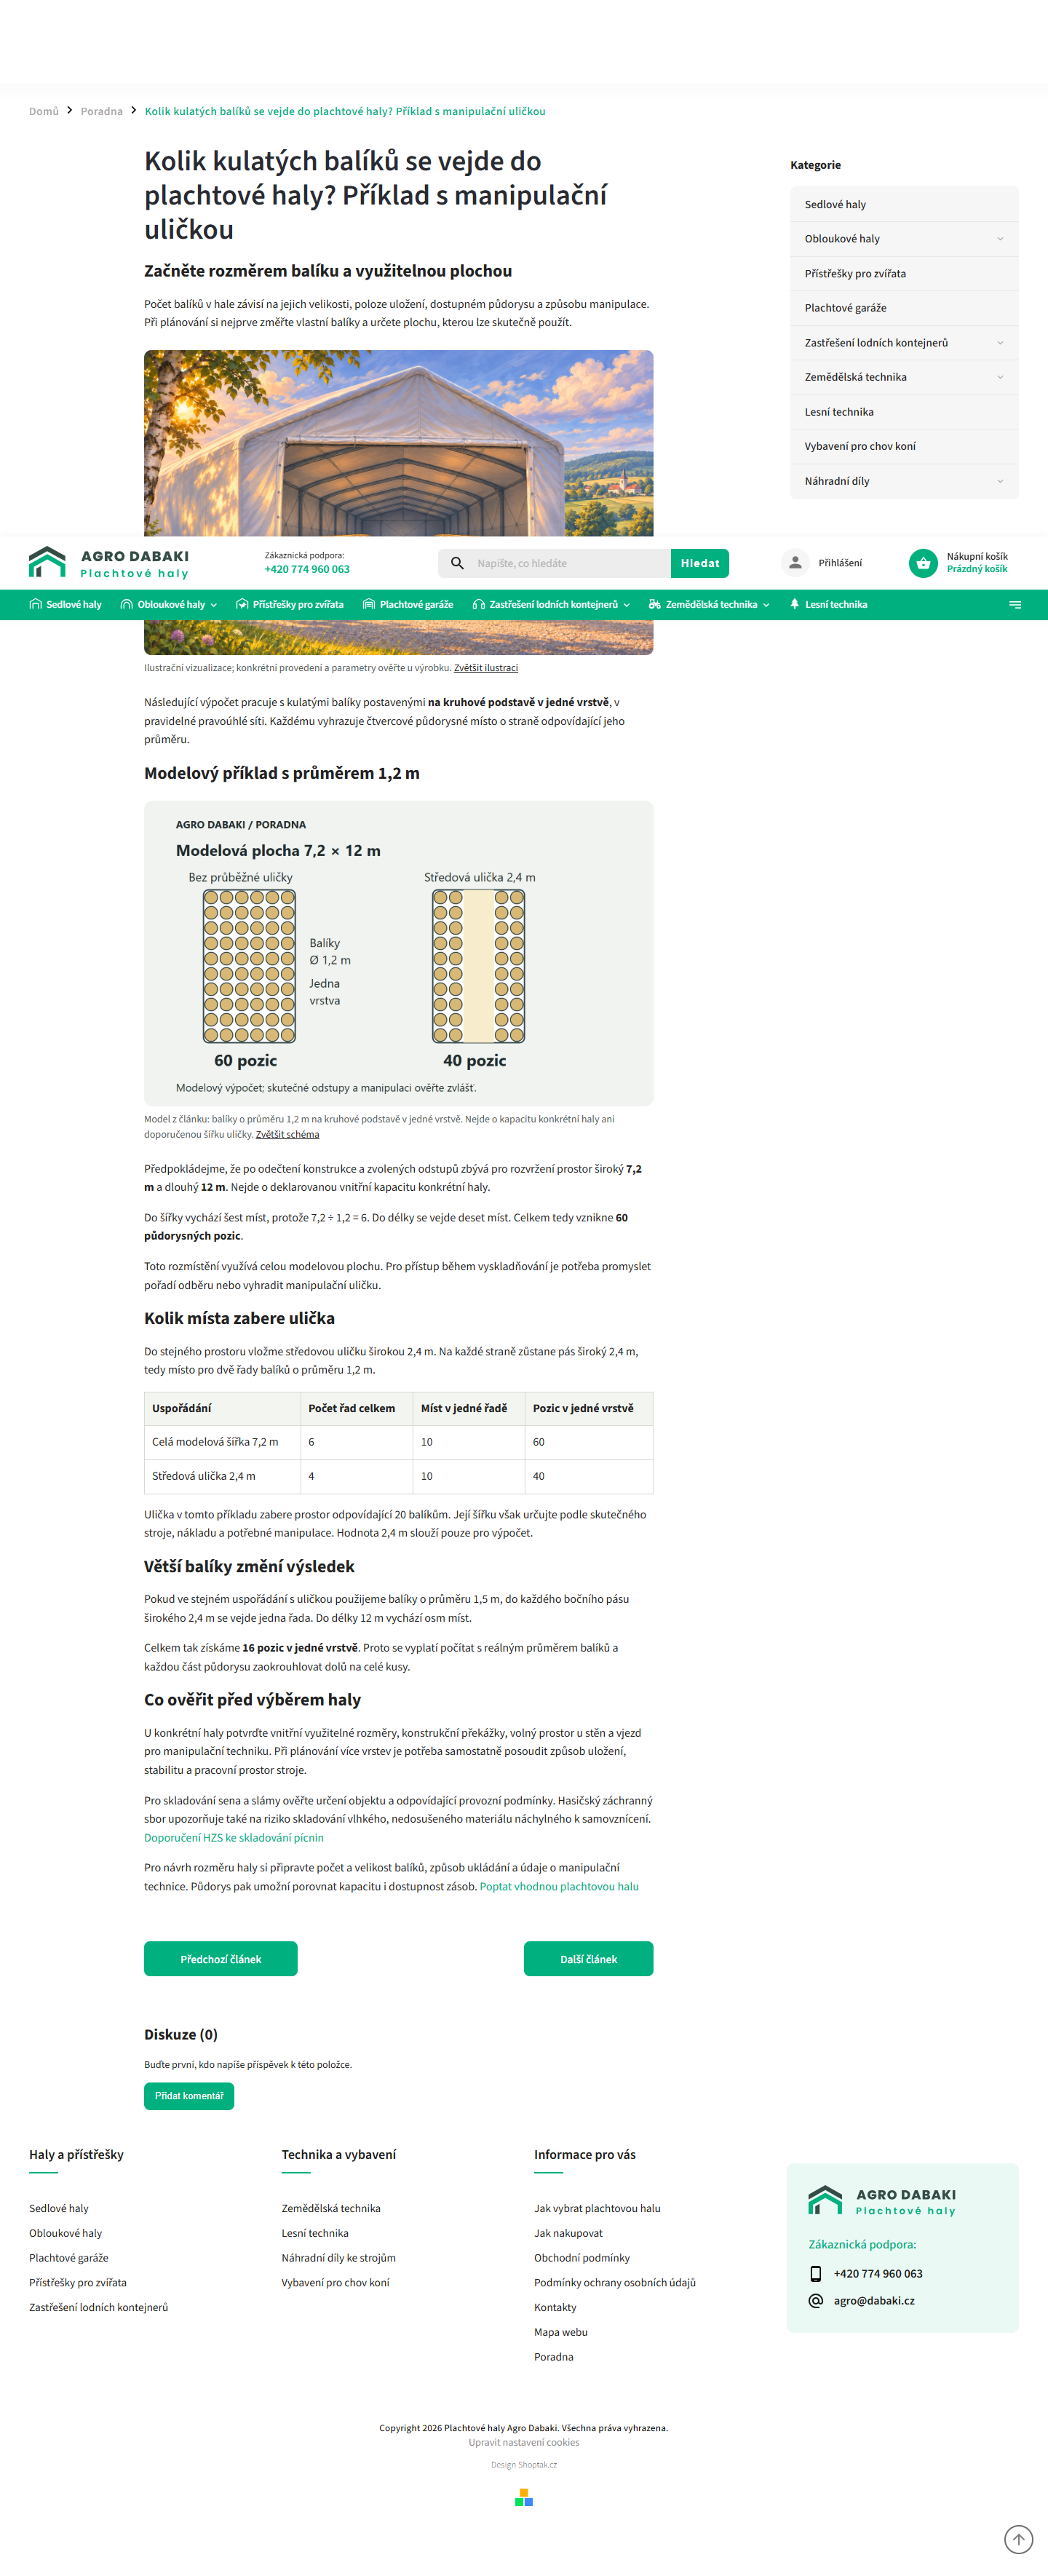 Domů
Poradna
Kolik kulatých balíků se vejde do plachtové haly? Příklad s manipulační uličkou
Kolik kulatých balíků se vejde do
plachtové haly? Příklad s manipulační
uličkou
Začněte rozměrem balíku a využitelnou plochou
Počet balíků v hale závisí na jejich velikosti, poloze uložení, dostupném půdorysu a způsobu manipulace.
Při plánování si nejprve změřte vlastní balíky a určete plochu, kterou lze skutečně použít.
Kategorie
Sedlové haly
Obloukové haly
Přístřešky pro zvířata
Plachtové garáže
Zastřešení lodních kontejnerů
Zemědělská technika
Lesní technika
Vybavení pro chov koní
Náhradní díly
AGRO DABAKI
Plachtové haly
Zákaznická podpora:
+420 774 960 063
Napište, co hledáte
Hledat
Přihlášení
Nákupní košík
Prázdný košík
Sedlové haly
Obloukové haly
Přístřešky pro zvířata
Plachtové garáže
Zastřešení lodních kontejnerů
Zemědělská technika
Lesní technika
Ilustrační vizualizace; konkrétní provedení a parametry ověřte u výrobku. Zvětšit ilustraci
Následující výpočet pracuje s kulatými balíky postavenými na kruhové podstavě v jedné vrstvě, v
pravidelné pravoúhlé síti. Každému vyhrazuje čtvercové půdorysné místo o straně odpovídající jeho
průměru.
Modelový příklad s průměrem 1,2 m
AGRO DABAKI / PORADNA
Modelová plocha 7,2 × 12 m
Bez průběžné uličky
Středová ulička 2,4 m
Balíky
Ø 1,2 m
Jedna
vrstva
60 pozic
40 pozic
Modelový výpočet; skutečné odstupy a manipulaci ověřte zvlášť.
Model z článku: balíky o průměru 1,2 m na kruhové podstavě v jedné vrstvě. Nejde o kapacitu konkrétní haly ani
doporučenou šířku uličky. Zvětšit schéma
Předpokládejme, že po odečtení konstrukce a zvolených odstupů zbývá pro rozvržení prostor široký 7,2
m a dlouhý 12 m. Nejde o deklarovanou vnitřní kapacitu konkrétní haly.
Do šířky vychází šest míst, protože 7,2 ÷ 1,2 = 6. Do délky se vejde deset míst. Celkem tedy vznikne 60
půdorysných pozic.
Toto rozmístění využívá celou modelovou plochu. Pro přístup během vyskladňování je potřeba promyslet
pořadí odběru nebo vyhradit manipulační uličku.
Kolik místa zabere ulička
Do stejného prostoru vložme středovou uličku širokou 2,4 m. Na každé straně zůstane pás široký 2,4 m,
tedy místo pro dvě řady balíků o průměru 1,2 m.
Uspořádání
Počet řad celkem
Míst v jedné řadě
Pozic v jedné vrstvě
Celá modelová šířka 7,2 m
6
10
60
Středová ulička 2,4 m
4
10
40
Ulička v tomto příkladu zabere prostor odpovídající 20 balíkům. Její šířku však určujte podle skutečného
stroje, nákladu a potřebné manipulace. Hodnota 2,4 m slouží pouze pro výpočet.
Větší balíky změní výsledek
Pokud ve stejném uspořádání s uličkou použijeme balíky o průměru 1,5 m, do každého bočního pásu
širokého 2,4 m se vejde jedna řada. Do délky 12 m vychází osm míst.
Celkem tak získáme 16 pozic v jedné vrstvě. Proto se vyplatí počítat s reálným průměrem balíků a
každou část půdorysu zaokrouhlovat dolů na celé kusy.
Co ověřit před výběrem haly
U konkrétní haly potvrďte vnitřní využitelné rozměry, konstrukční překážky, volný prostor u stěn a vjezd
pro manipulační techniku. Při plánování více vrstev je potřeba samostatně posoudit způsob uložení,
stabilitu a pracovní prostor stroje.
Pro skladování sena a slámy ověřte určení objektu a odpovídající provozní podmínky. Hasičský záchranný
sbor upozorňuje také na riziko skladování vlhkého, nedosušeného materiálu náchylného k samovznícení.
Doporučení HZS ke skladování pícnin
Pro návrh rozměru haly si připravte počet a velikost balíků, způsob ukládání a údaje o manipulační
technice. Půdorys pak umožní porovnat kapacitu i dostupnost zásob. Poptat vhodnou plachtovou halu
Předchozí článek
Další článek
Diskuze (0)
Buďte první, kdo napíše příspěvek k této položce.
Přidat komentář
Haly a přístřešky
Sedlové haly
Obloukové haly
Plachtové garáže
Přístřešky pro zvířata
Zastřešení lodních kontejnerů
Technika a vybavení
Zemědělská technika
Lesní technika
Náhradní díly ke strojům
Vybavení pro chov koní
Informace pro vás
Jak vybrat plachtovou halu
Jak nakupovat
Obchodní podmínky
Podmínky ochrany osobních údajů
Kontakty
Mapa webu
Poradna
AGRO DABAKI
Plachtové haly
Zákaznická podpora:
+420 774 960 063
agro@dabaki.cz
Copyright 2026 Plachtové haly Agro Dabaki. Všechna práva vyhrazena.
Upravit nastavení cookies
Design Shoptak.cz